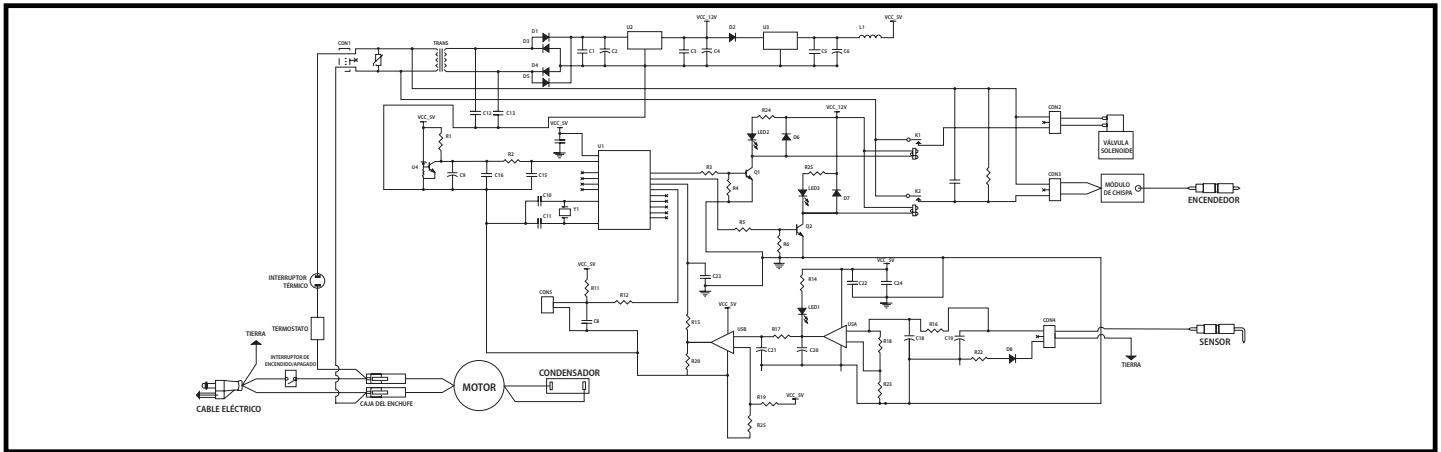 VCC_12V
VCC_5V
D1
U2
D2
U3
L1
CON1
TRANS
D3
C1
C2
C3
C4
C5
C6
D4
D5
C12
C13
VCC_5V
VCC_5V
R1
R24
VCC_12V
CON2
LED2
D6
K1
VÁLVULA
SOLENOIDE
U1
R2
U4
C9
C16
C15
R3
Q1
R25
R4
LED3
D7
K2
CON3
MÓDULO
DE CHISPA
ENCENDEDOR
C10
Y1
C11
R5
Q2
R6
INTERRUPTOR
TÉRMICO
VCC_5V
C23
VCC_5V
R14
C22
C24
CON5
R11
R12
C8
VCC_5V
LED1
TERMOSTATO
TIERRA
R15
U5B
R17
U5A
R16
CON4
R18
C18
C19
SENSOR
INTERRUPTOR DE
ENCENDIDO/APAGADO
R20
C21
C20
R22
D8
TIERRA
MOTOR
CONDENSADOR
R23
CABLE ELÉCTRICO
CAJA DEL ENCHUFE
R19
VCC_5V
R25